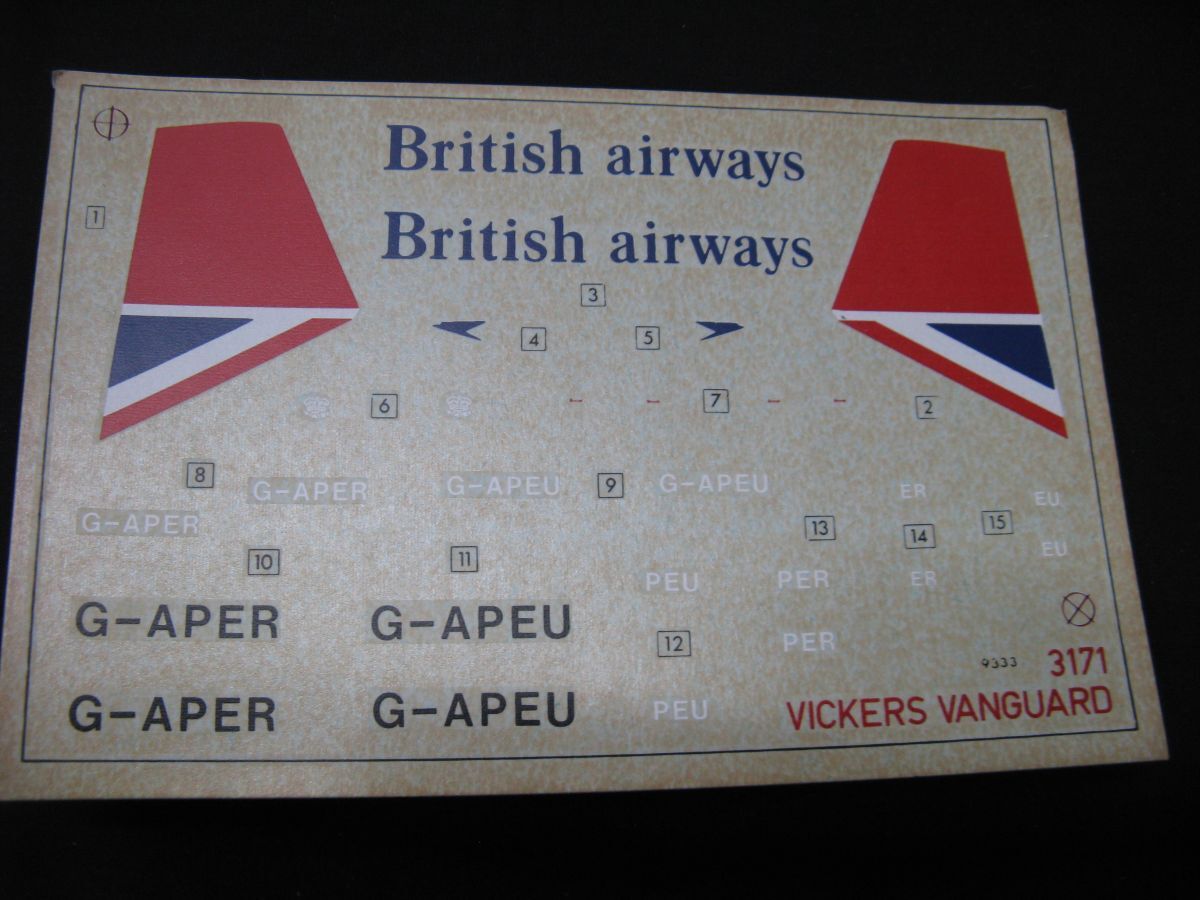 British airways
1
British airways
3
4
5
6
7
2
8
G-APER
G-APEU
9
G-APEU
ER
EU
G-APER
13
14
15
10
11
EU
PEU
PER
ER
G-APER
G-APEU
12
PER
9333
3171
G-APER
G-APEU
PEU
VICKERS VANGUARD